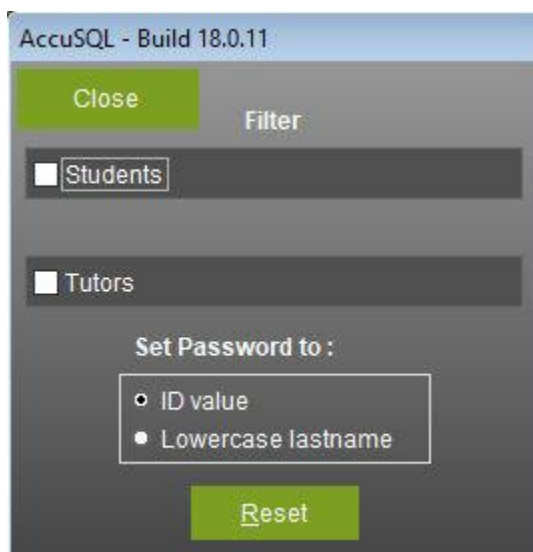 AccuSQL - Build 18.0.11
Close
Filter
Students
Tutors
Set Password to :
ID value
Lowercase lastname
Reset